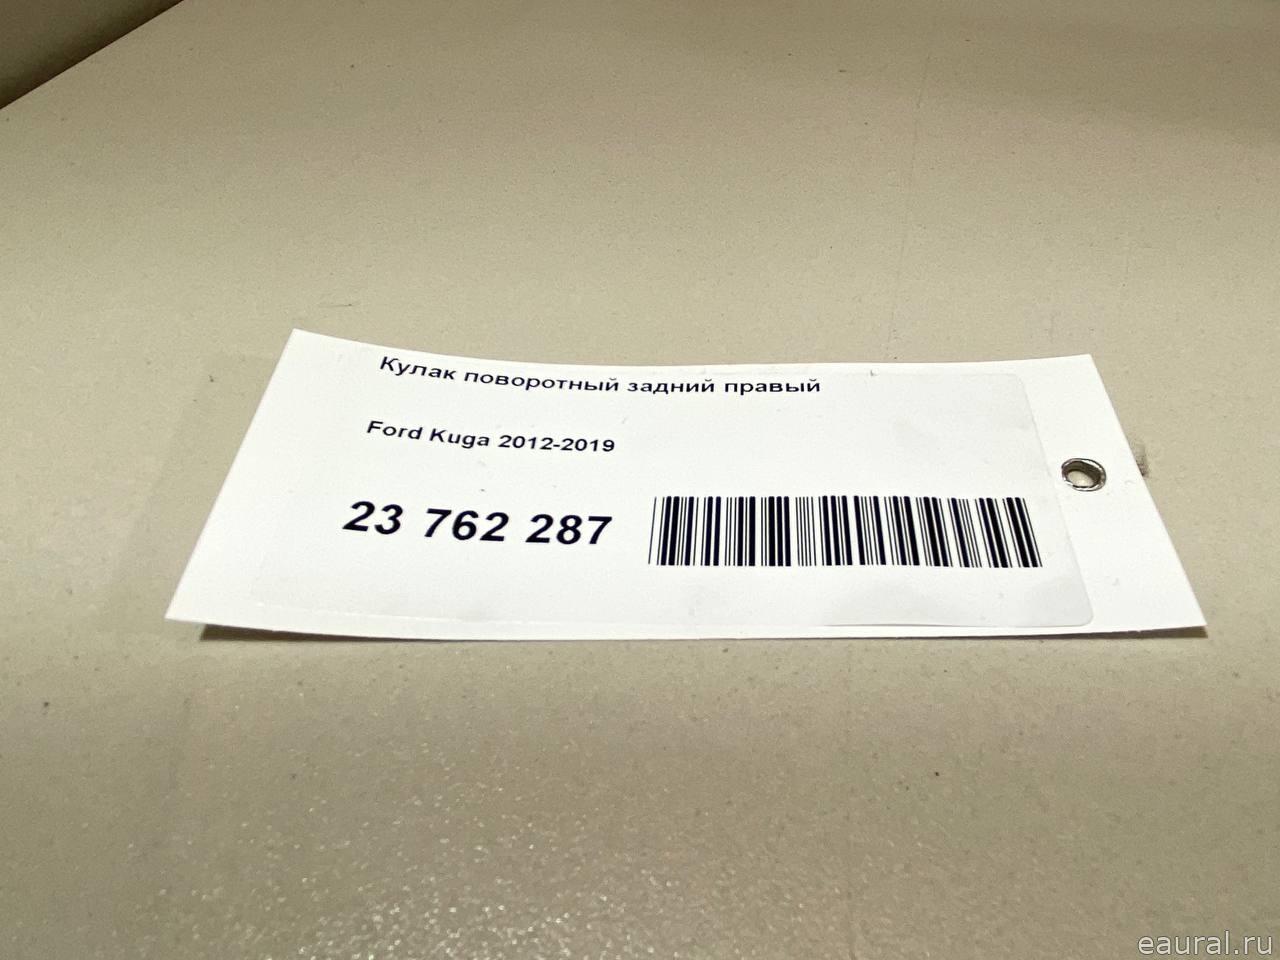 Кулак поворотный задний правый
Ford Kuga 2012-2019
23 762 287
eaural.ru